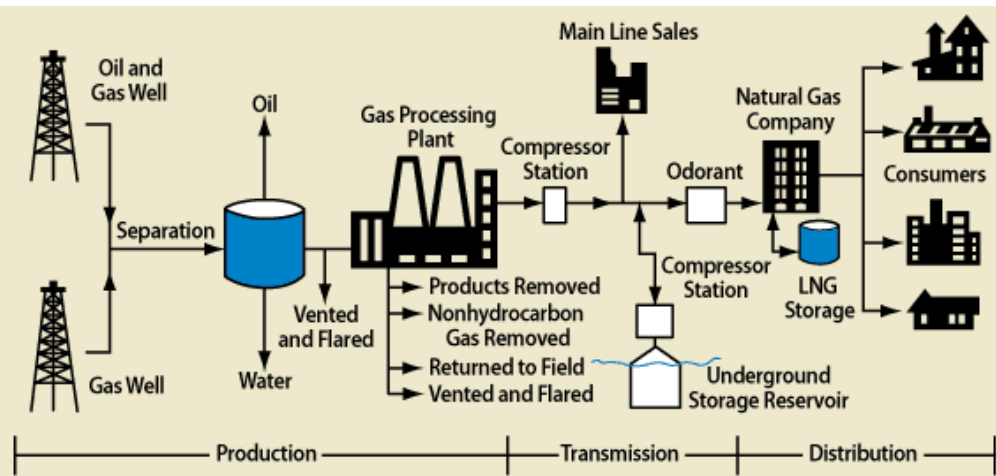 Oil and
Gas Well
Oil
Gas Processing
Plant
Main Line Sales
Compressor
Station
Odorant
Natural Gas
Company
Consumers
Separation
Compressor
Station
LNG
Storage
Vented
and Flared
Products Removed
Nonhydrocarbon
Gas Removed
Returned to Field
Vented and Flared
Gas Well
Water
Underground
Storage Reservoir
Production
Transmission
Distribution